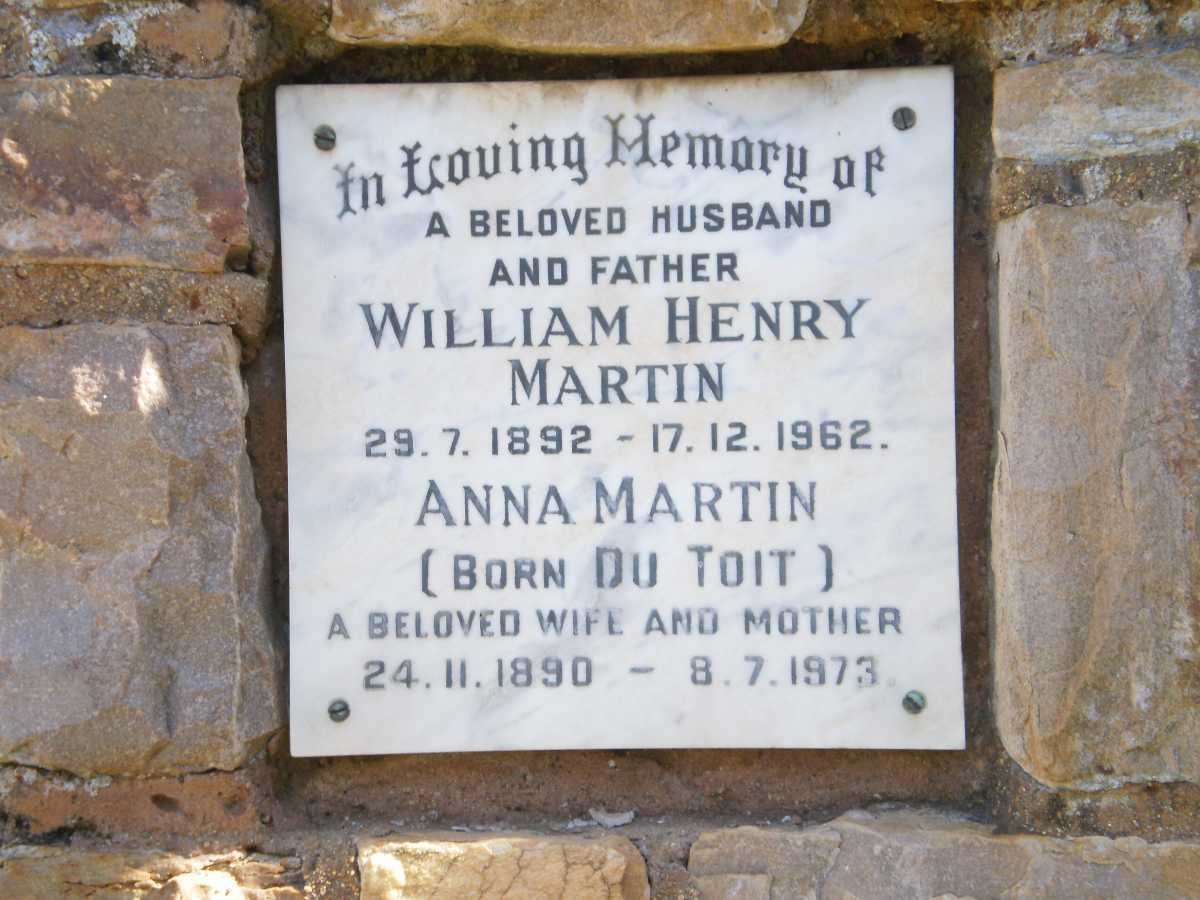 In Loving Memory of
A BELOVED HUSBAND
AND FATHER
WILLIAM HENRY
MARTIN
29.7.1892 - 17.12.1962.
ANNA MARTIN
(BORN DU TOIT)
A BELOVED WIFE AND MOTHER
24.11.1890 - 8.7.1973.